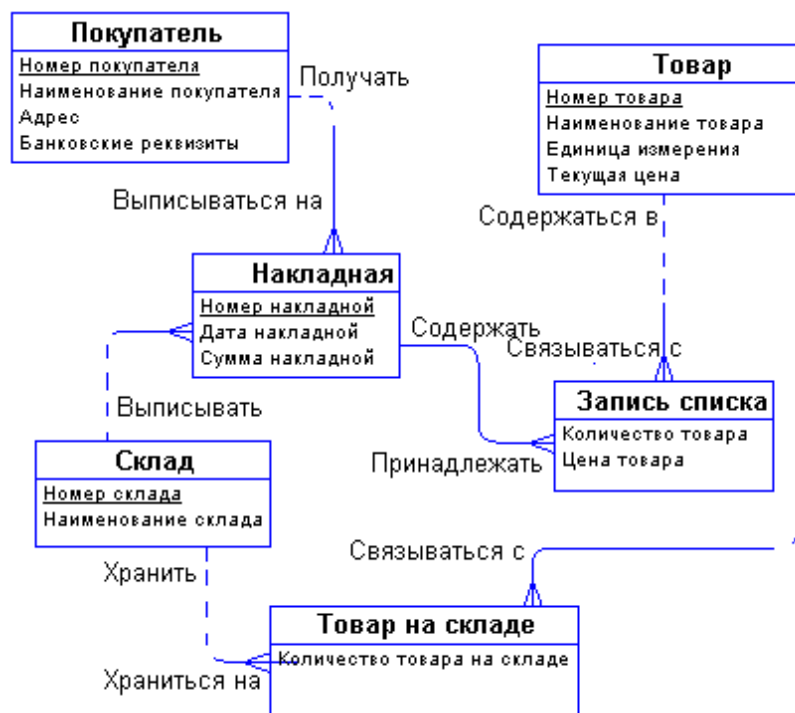 Покупатель
Номер покупателя
Наименование покупателя
Адрес
Банковские реквизиты
Получать
Товар
Номер товара
Наименование товара
Единица измерения
Текущая цена
Выписываться на
Содержаться в
Накладная
Номер накладной
Дата накладной
Сумма накладной
Содержать
Связываться с
Выписывать
Запись списка
Количество товара
Цена товара
Принадлежать
Склад
Номер склада
Наименование склада
Хранить
Связываться с
Товар на складе
Количество товара на складе
Храниться на